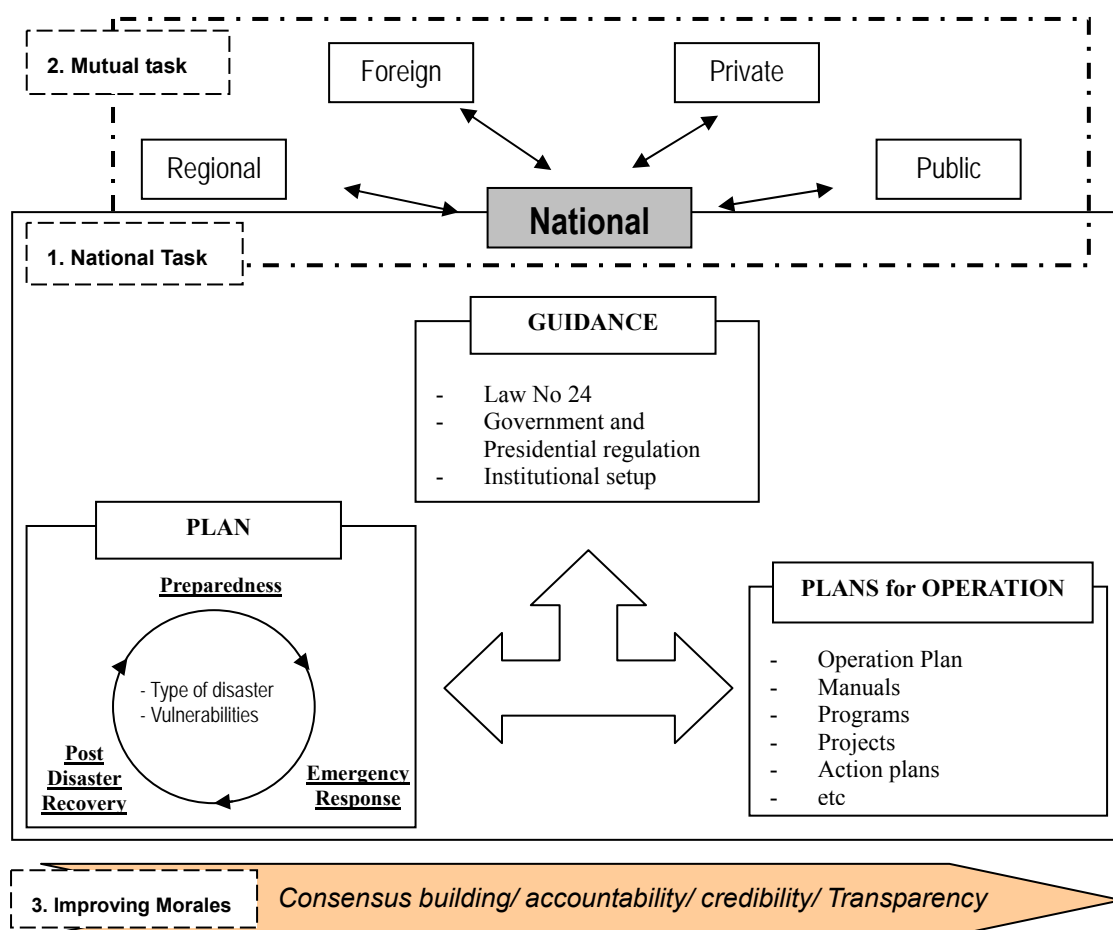 2. Mutual task
Foreign
Private
Regional
Public
National
1. National Task
GUIDANCE
- Law No 24
- Government and
Presidential regulation
- Institutional setup
PLAN
Preparedness
- Type of disaster
- Vulnerabilities
Post
Disaster
Recovery
Emergency
Response
PLANS for OPERATION
- Operation Plan
- Manuals
- Programs
- Projects
- Action plans
- etc
3. Improving Morales
Consensus building/ accountability/ credibility/ Transparency